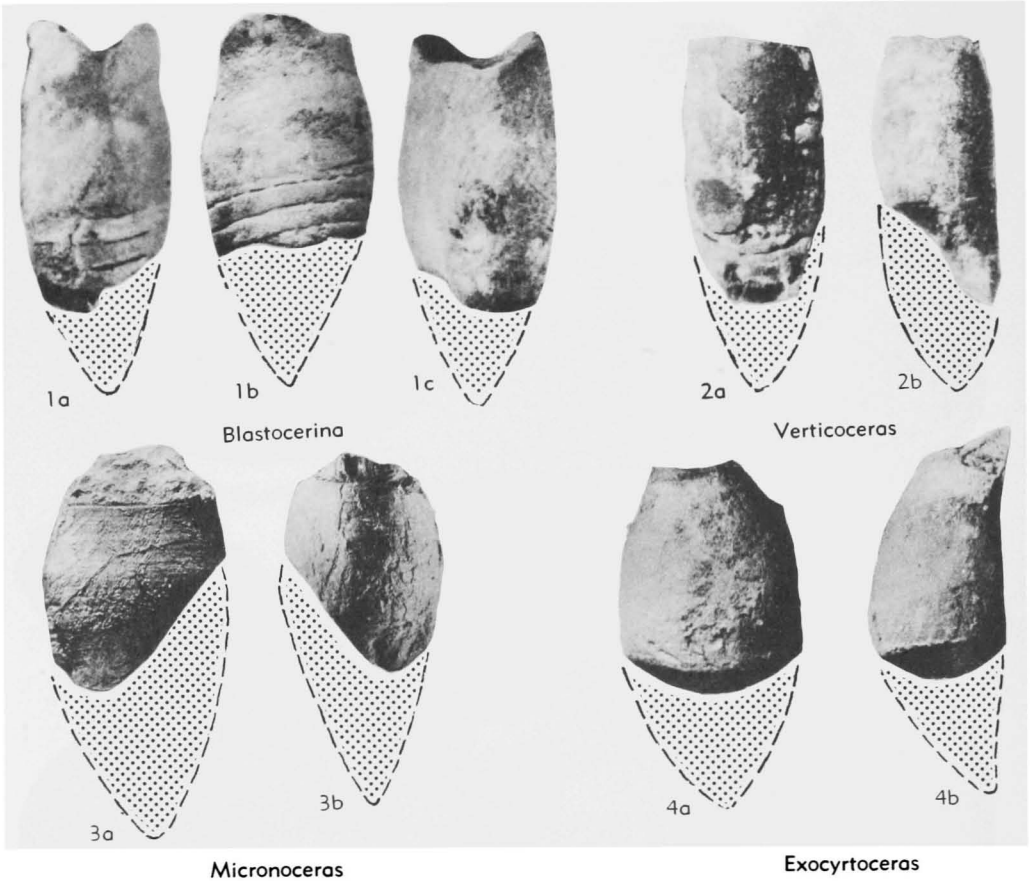 1a
1b
1c
2a
2b
Blastocerina
Verticoceras
3a
3b
4a
4b
Micronoceras
Exocyrtoceras